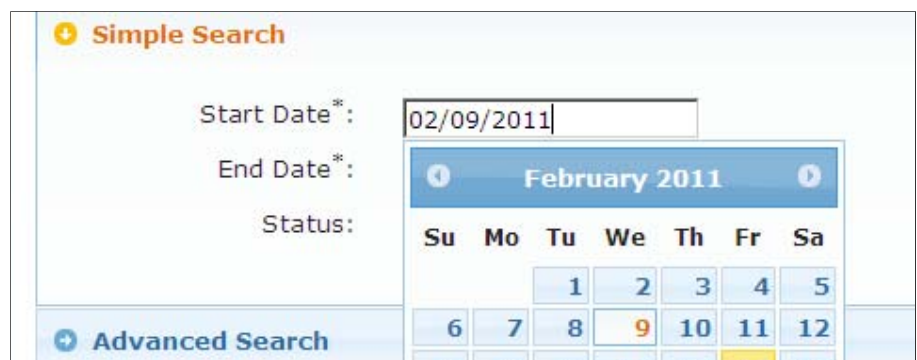 Simple Search
Start Date*: 02/09/2011
End Date*:
February 2011
Status:
Su Mo Tu We Th Fr Sa
1 2 3 4 5
6 7 8 9 10 11 12
Advanced Search